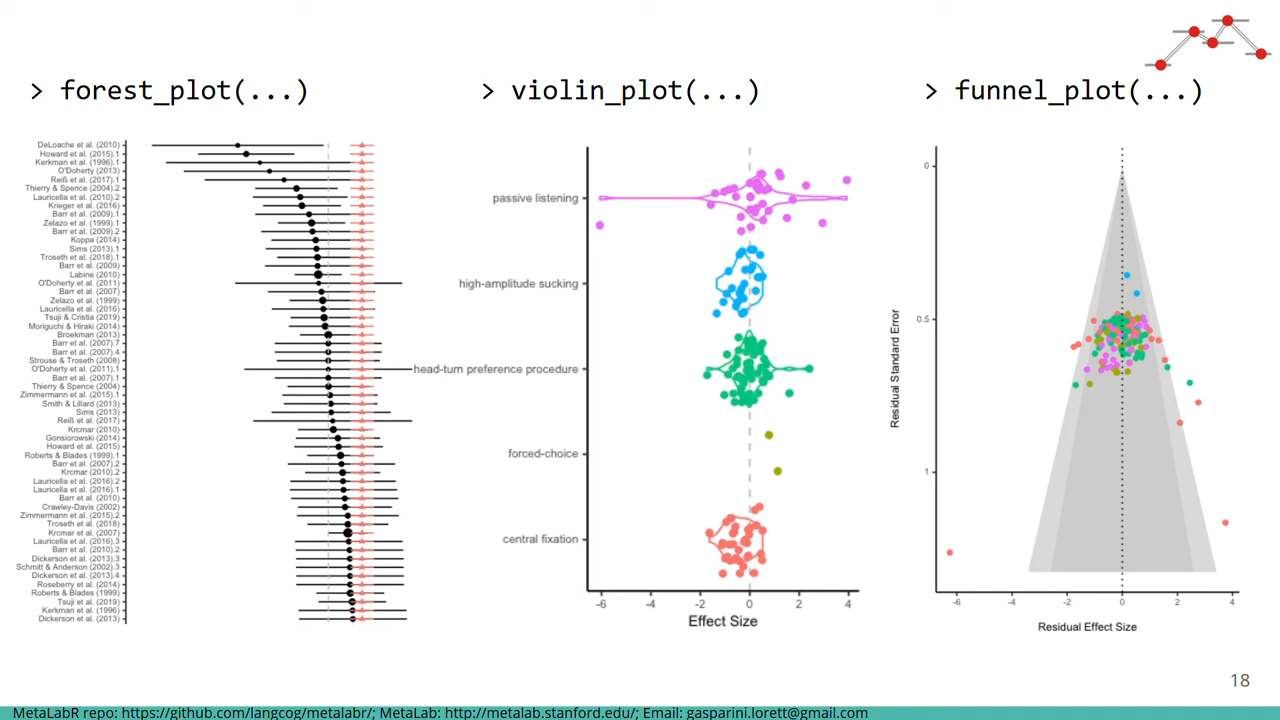 > forest_plot(...)
> violin_plot(...)
> funnel_plot(...)
DeLoache et al. (2010)
Howard et al. (2015).1
Kerkman et al. (1996).1
O'Doherty (2013)
Reiß et al. (2017).1
Thierry & Spence (2004).2
Lauricella et al. (2010).2
Krieger et al. (2016)
Barr et al. (2009).1
Zelazo et al. (1999).1
Barr et al. (2009).2
Koppa (2014)
Sims (2013).1
Troseth et al. (2018).1
Barr et al. (2009)
Labine (2010)
O'Doherty et al. (2011)
Barr et al. (2007)
Zelazo et al. (1999)
Lauricella et al. (2016)
Tsuji & Cristia (2019)
Moriguchi & Hiraki (2014)
Broekman (2013)
Barr et al. (2007).7
Barr et al. (2007).4
Strouse & Troseth (2008)
O'Doherty et al. (2011).1
Barr et al. (2007).1
Thierry & Spence (2004)
Zimmermann et al. (2015).1
Smith & Lillard (2013)
Sims (2013)
Reiß et al. (2017)
Krcmar (2010)
Gonsiorowski (2014)
Howard et al. (2015)
Roberts & Blades (1999).1
Barr et al. (2007).2
Krcmar et al. (2010).2
Lauricella et al. (2016).2
Lauricella et al. (2016).1
Barr et al. (2010)
Crawley-Davis (2002)
Zimmermann et al. (2015).2
Troseth et al. (2018)
Krcmar et al. (2007)
Lauricella et al. (2016).3
Barr et al. (2010).2
Dickerson et al. (2013).3
Schmitt & Anderson (2002).3
Dickerson et al. (2013).4
Roseberry et al. (2014)
Roberts & Blades (1999)
Tsuji et al. (2019)
Kerkman et al. (1996)
Dickerson et al. (2013)
passive listening
high-amplitude sucking
head-turn preference procedure
forced-choice
central fixation
-6 -4 -2 0 2 4
Effect Size
Residual Standard Error
0
0.5
1
-6 -4 -2 0 2 4
Residual Effect Size
18
MetaLabR repo: https://github.com/langcog/metalabr/; MetaLab: http://metalab.stanford.edu/; Email: gasparini.lorett@gmail.com